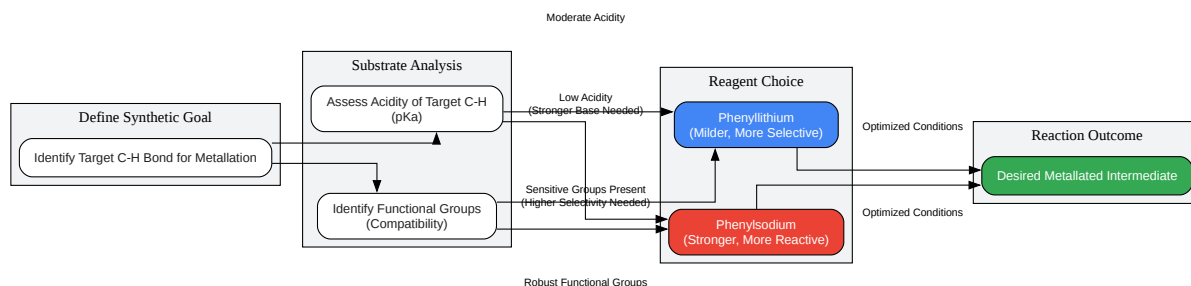 Moderate Acidity
Define Synthetic Goal
Identify Target C-H Bond for Metallation
Substrate Analysis
Assess Acidity of Target C-H
(pKa)
Identify Functional Groups
(Compatibility)
Low Acidity
(Stronger Base Needed)
Sensitive Groups Present
(Higher Selectivity Needed)
Robust Functional Groups
Reagent Choice
Phenyllithium
(Milder, More Selective)
Phenylsodium
(Stronger, More Reactive)
Optimized Conditions
Optimized Conditions
Reaction Outcome
Desired Metallated Intermediate